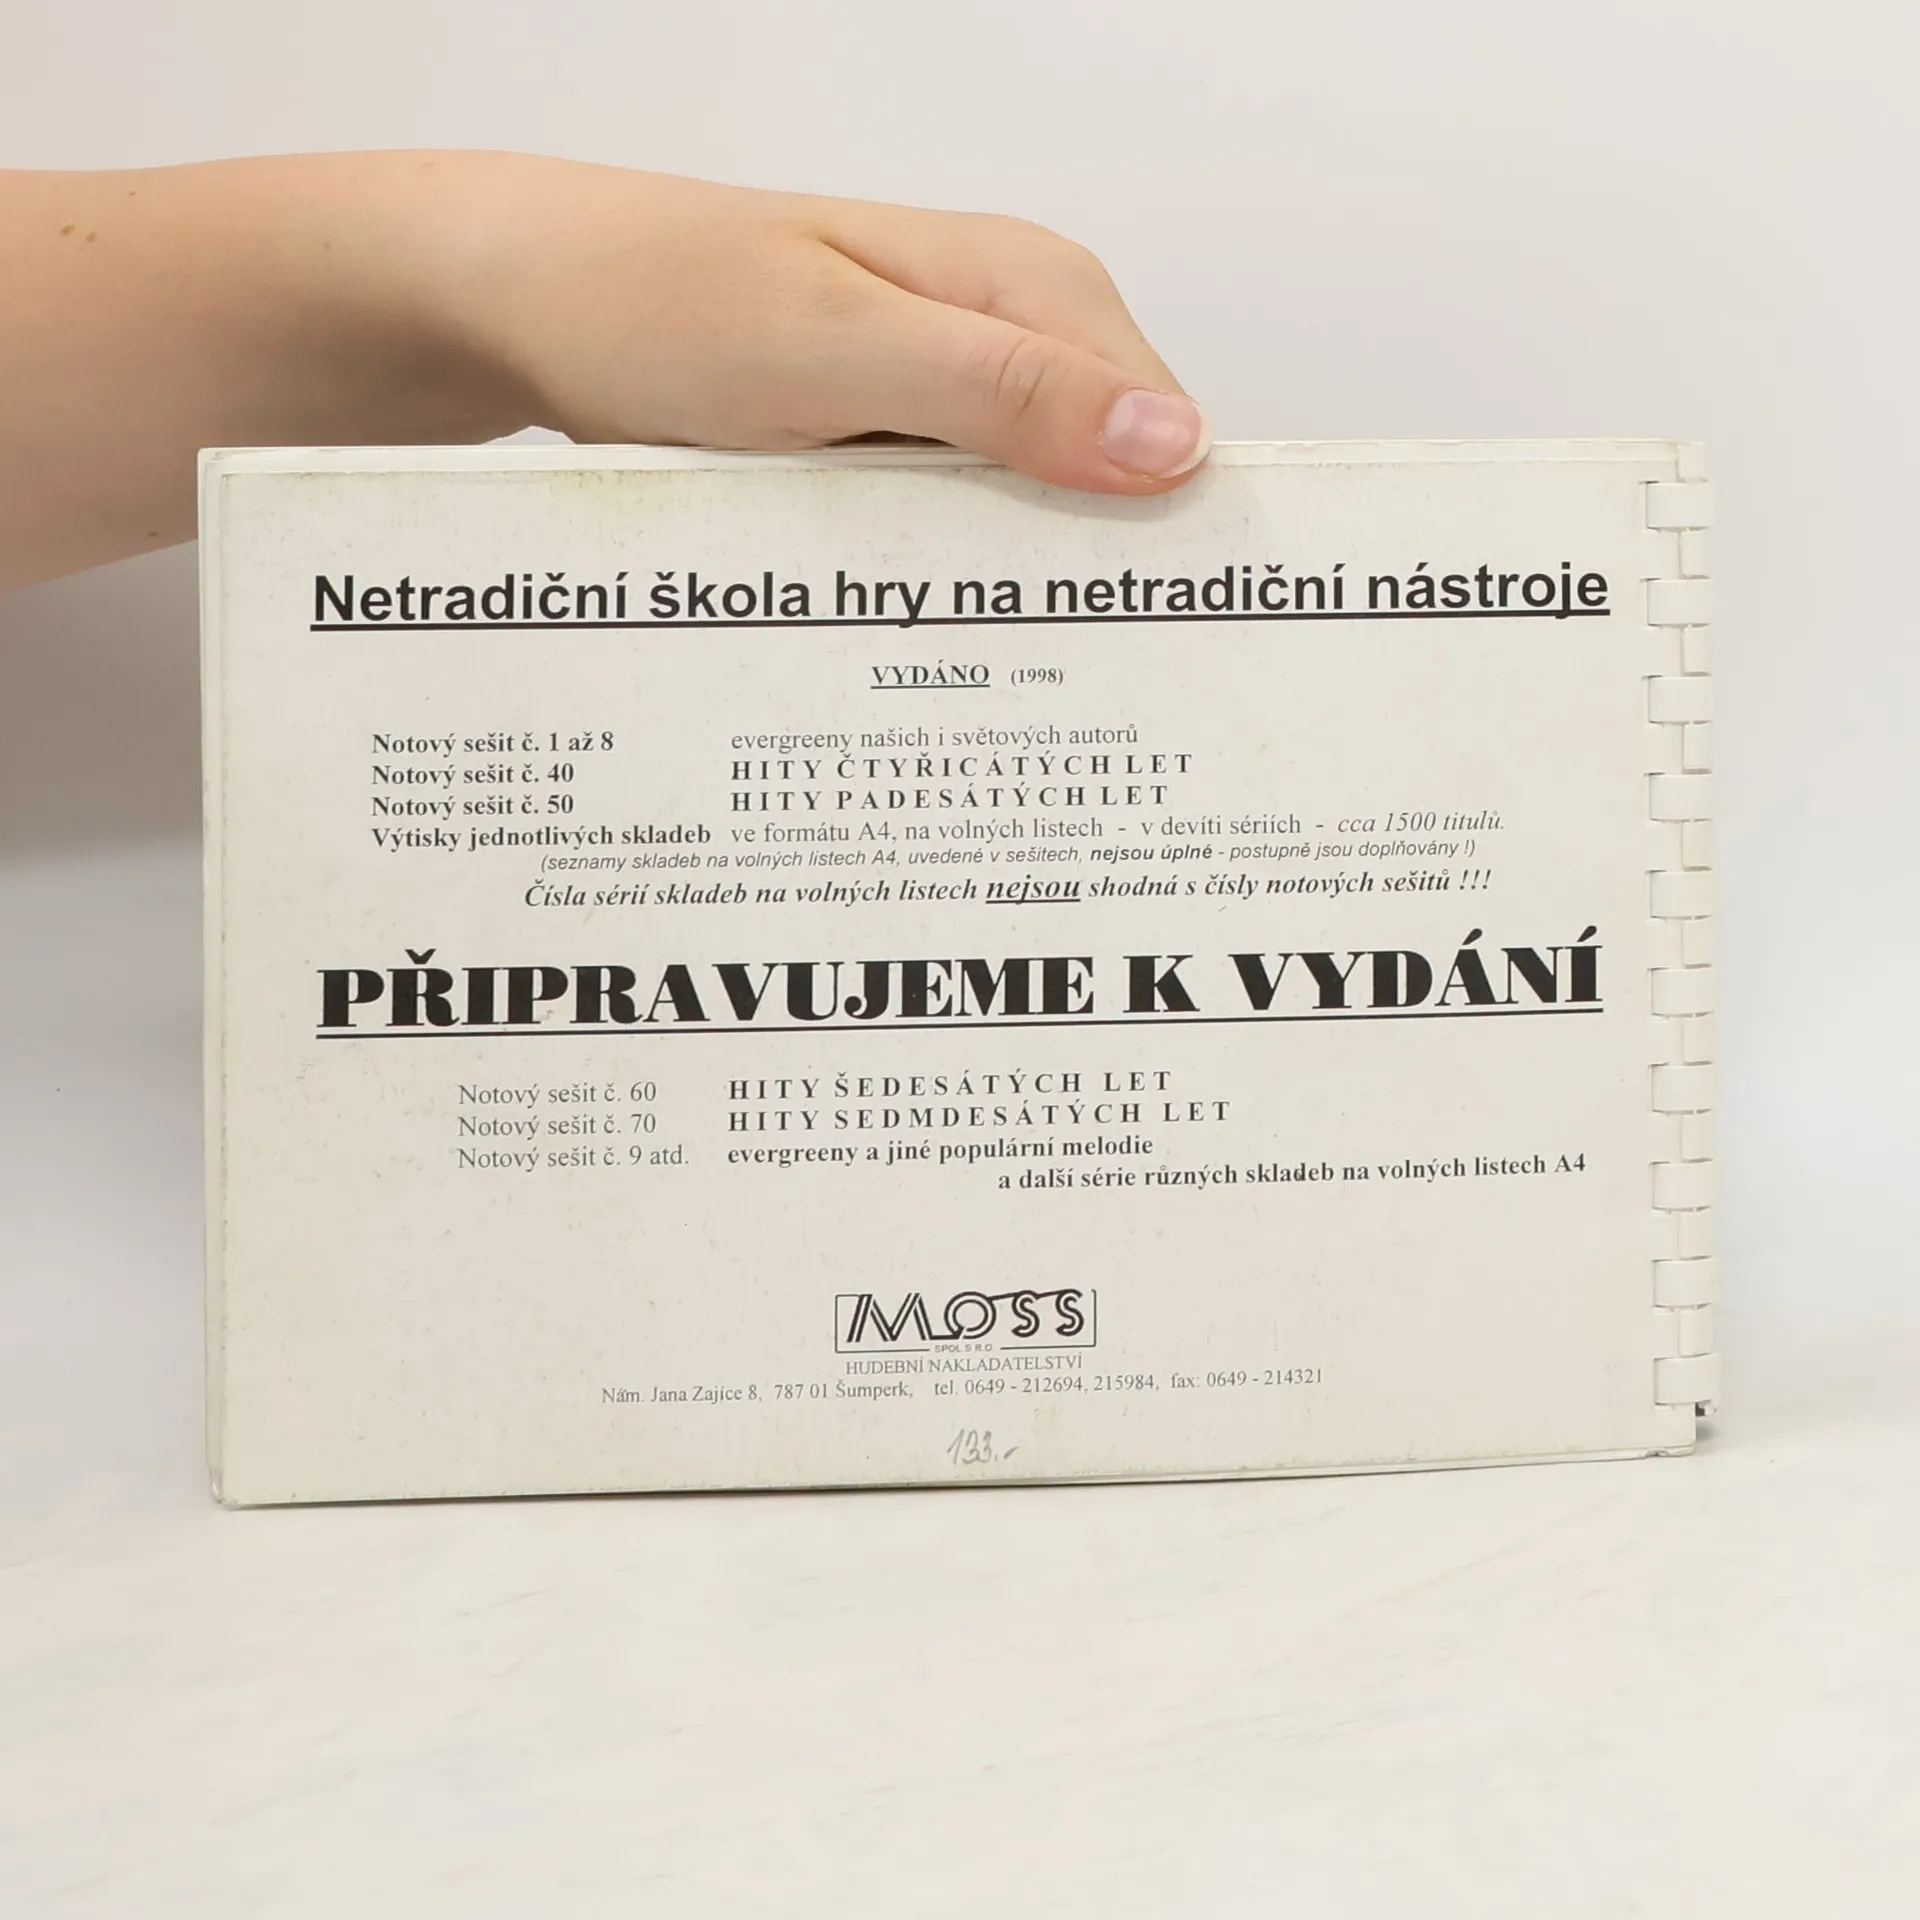 Netradiční škola hry na netradiční nástroje
VYDÁNO (1998)
Notový sešit č. 1 až 8 evergreeny našich i světových autorů
Notový sešit č. 40 HITY ČTYŘICÁTÝCH LET
Notový sešit č. 50 HITY PADESÁTÝCH LET
Výtisky jednotlivých skladeb ve formátu A4, na volných listech - v devíti sériích - cca 1500 titulů.
(seznamy skladeb na volných listech A4, uvedené v sešitech, nejsou úplné - postupně jsou doplňovány !)
Čísla sérií skladeb na volných listech nejsou shodná s čísly notových sešitů !!!
PŘIPRAVUJEME K VYDÁNÍ
Notový sešit č. 60 HITY ŠEDESÁTÝCH LET
Notový sešit č. 70 HITY SEDMDESÁTÝCH LET
Notový sešit č. 9 atd. evergreeny a jiné populární melodie
a další série různých skladeb na volných listech A4
MOSS
SPOL S R.O.
HUDEBNÍ NAKLADATELSTVÍ
Nám. Jana Zajíce 8, 787 01 Šumperk, tel. 0649 - 212694, 215984, fax: 0649 - 214321
133.-